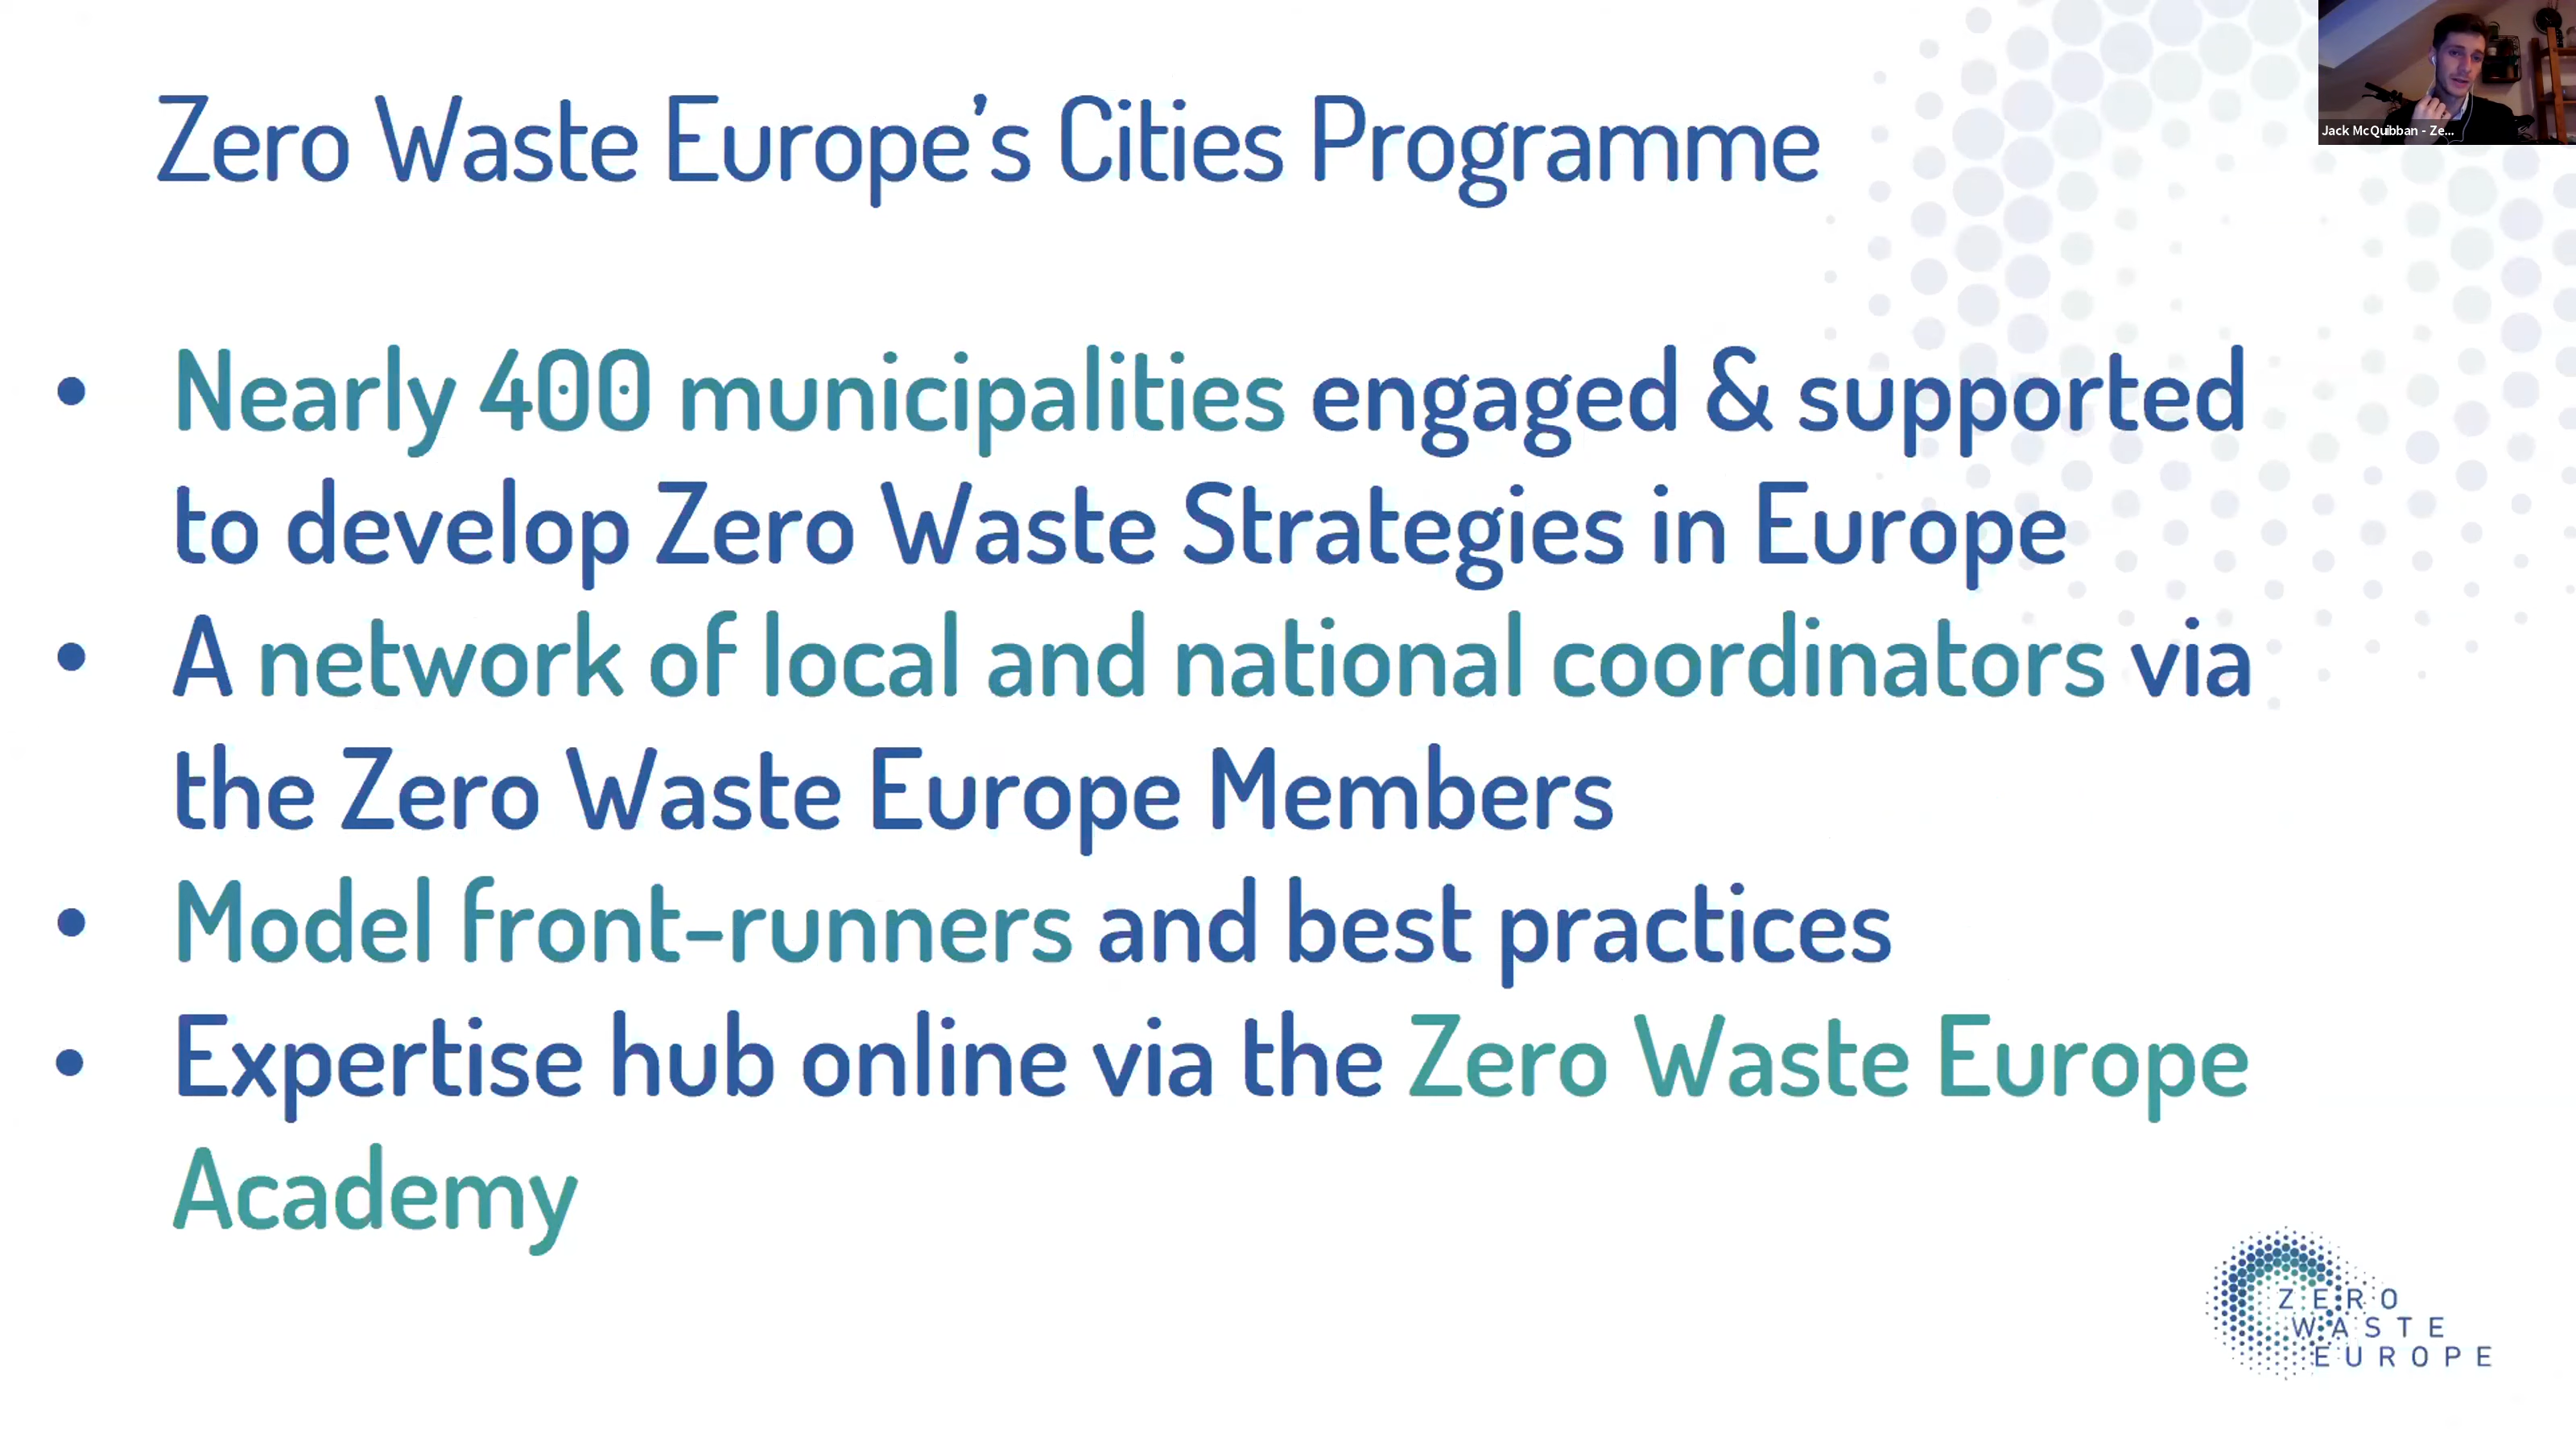 Zero Waste Europe's Cities Programme
Jack McQuibban - Ze...
• Nearly 400 municipalities engaged & supported
to develop Zero Waste Strategies in Europe
• A network of local and national coordinators via
the Zero Waste Europe Members
• Model front-runners and best practices
• Expertise hub online via the Zero Waste Europe
Academy
ZERO
WASTE
EUROPE